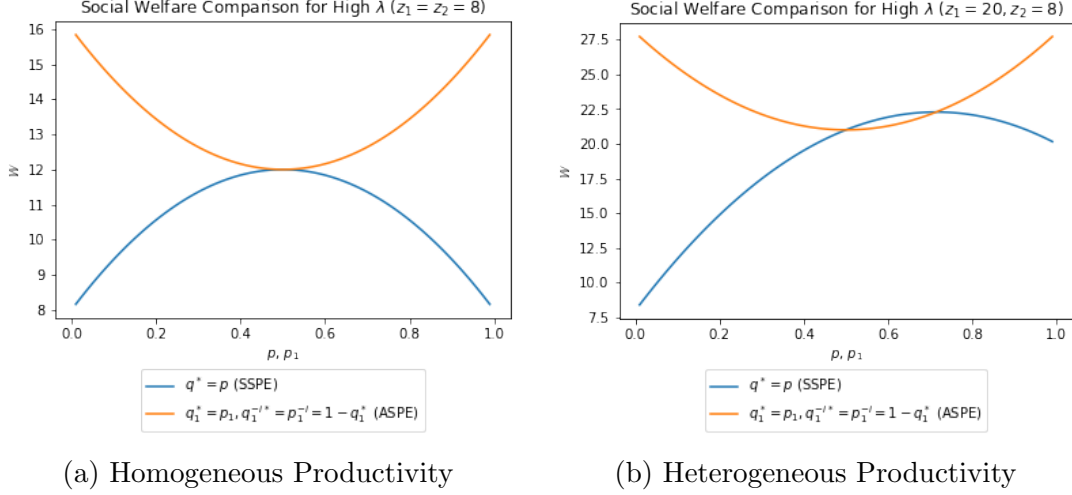 Social Welfare Comparison for High λ (z₁ = z₂ = 8)
16
15
14
13
12
11
10
9
8
W
0.0 0.2 0.4 0.6 0.8 1.0
p, p₁
q* = p (SSPE)
q₁* = p₁, q₁⁻ⁱ* = p₁⁻ⁱ = 1 − q₁* (ASPE)
(a) Homogeneous Productivity
Social Welfare Comparison for High λ (z₁ = 20, z₂ = 8)
27.5
25.0
22.5
20.0
17.5
15.0
12.5
10.0
7.5
W
0.0 0.2 0.4 0.6 0.8 1.0
p, p₁
q* = p (SSPE)
q₁* = p₁, q₁⁻ⁱ* = p₁⁻ⁱ = 1 − q₁* (ASPE)
(b) Heterogeneous Productivity